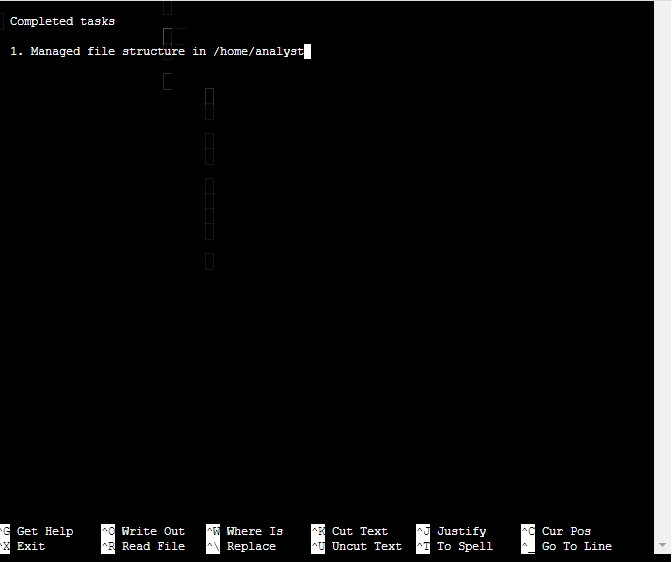 Completed tasks
1. Managed file structure in /home/analyst
^G Get Help ^O Write Out ^W Where Is ^K Cut Text ^J Justify ^C Cur Pos
^X Exit ^R Read File ^\ Replace ^U Uncut Text ^T To Spell ^_ Go To Line